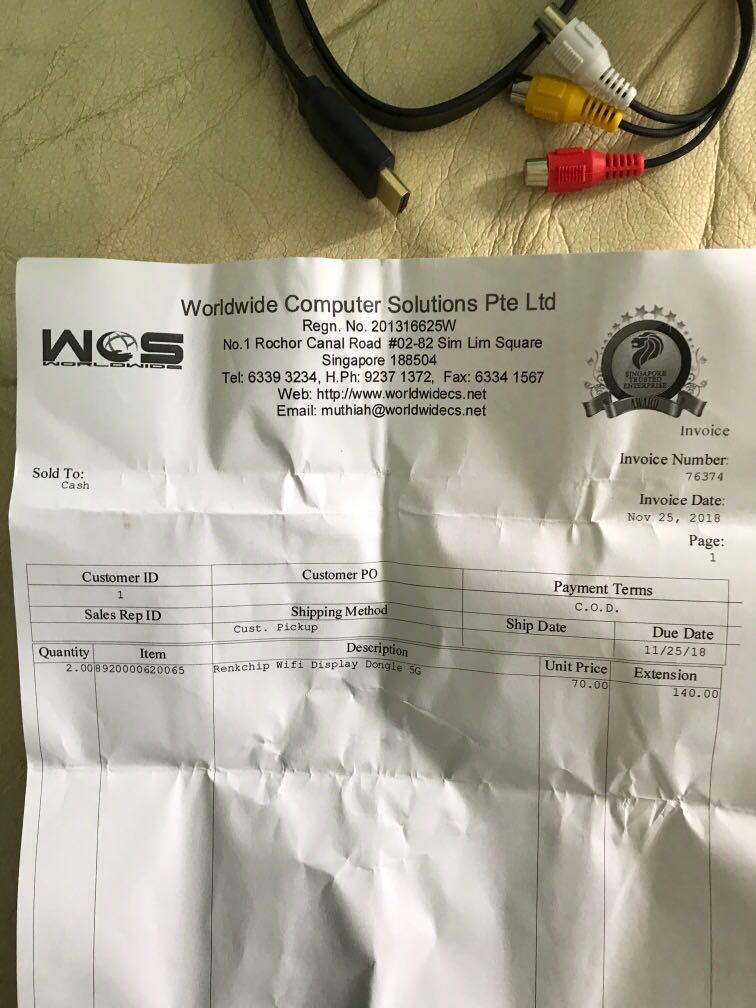 Worldwide Computer Solutions Pte Ltd
Regn. No. 201316625W
No.1 Rochor Canal Road #02-82 Sim Lim Square
Singapore 188504
Tel: 6339 3234, H.Ph: 9237 1372, Fax: 6334 1567
Web: http://www.worldwidecs.net
Email: muthiah@worldwidecs.net
WCS
WORLDWIDE
SINGAPORE
TRUSTED
ENTERPRISE
AWARD
Invoice
Invoice Number:
76374
Invoice Date:
Nov 25, 2018
Page:
1
Sold To:
Cash
Customer ID Customer PO Payment Terms
1 C.O.D.
Sales Rep ID Shipping Method Ship Date Due Date
Cust. Pickup 11/25/18
Quantity Item Description Unit Price Extension
2.00 8920000620065 Renkchip Wifi Display Dongle 5G 70.00 140.00